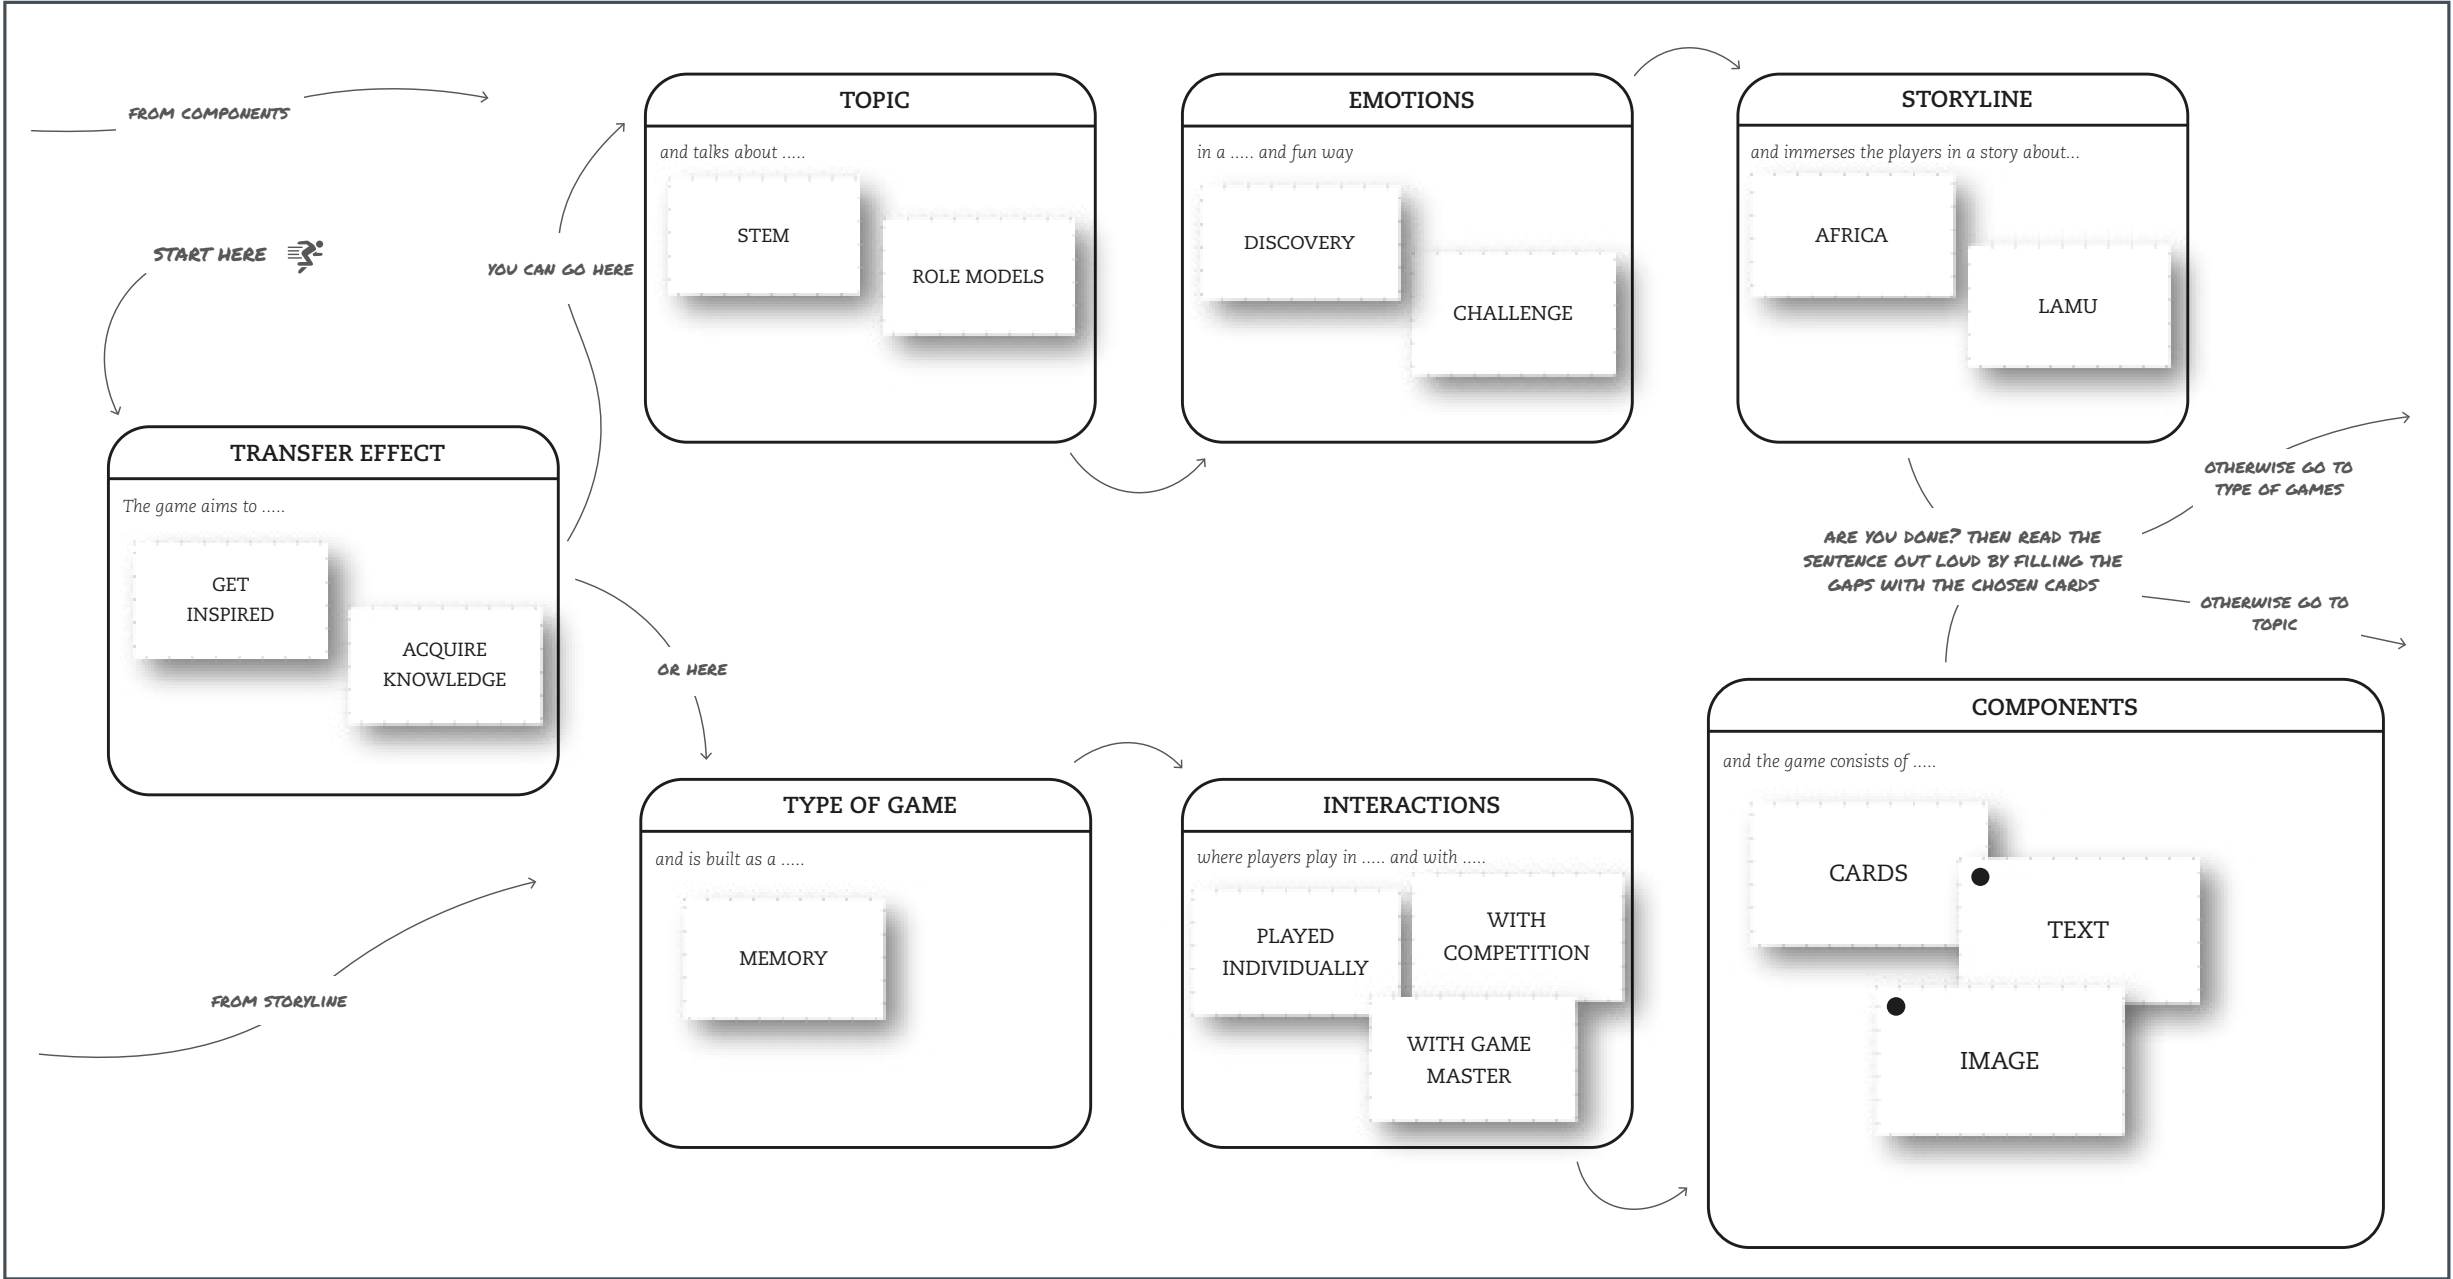 FROM COMPONENTS
START HERE
YOU CAN GO HERE
TRANSFER EFFECT
The game aims to .....
GET
INSPIRED
ACQUIRE
KNOWLEDGE
TOPIC
and talks about .....
STEM
ROLE MODELS
EMOTIONS
in a ..... and fun way
DISCOVERY
CHALLENGE
STORYLINE
and immerses the players in a story about...
AFRICA
LAMU
OR HERE
FROM STORYLINE
TYPE OF GAME
and is built as a .....
MEMORY
INTERACTIONS
where players play in ..... and with .....
PLAYED
INDIVIDUALLY
WITH
COMPETITION
WITH GAME
MASTER
COMPONENTS
and the game consists of .....
CARDS
TEXT
IMAGE
ARE YOU DONE? THEN READ THE
SENTENCE OUT LOUD BY FILLING THE
GAPS WITH THE CHOSEN CARDS
OTHERWISE GO TO
TYPE OF GAMES
OTHERWISE GO TO
TOPIC